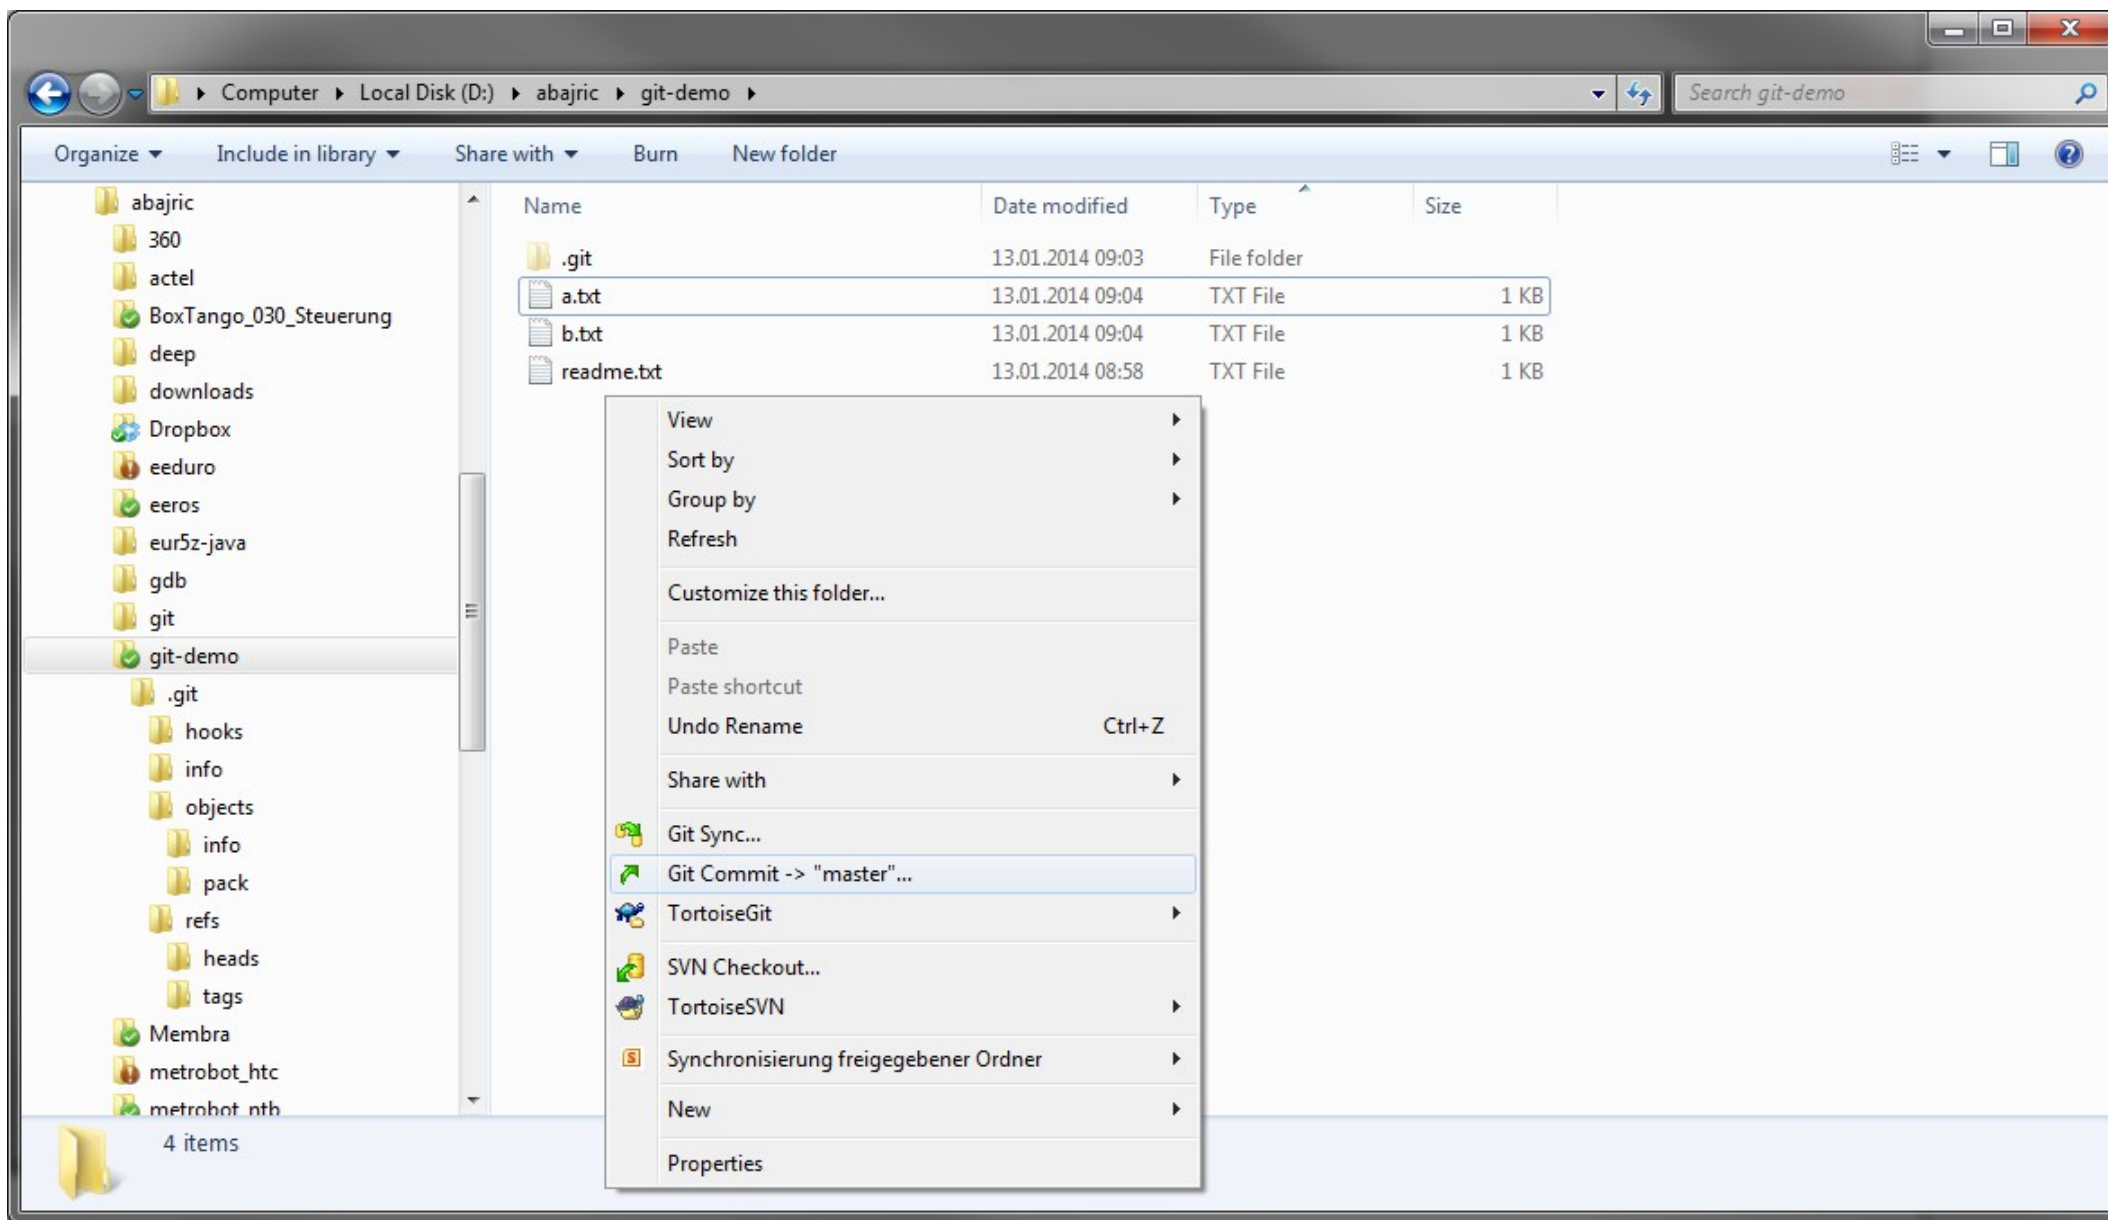 Computer Local Disk (D:) abajric git-demo
Search git-demo
Organize Include in library Share with Burn New folder
abajric
360
actel
BoxTango_030_Steuerung
deep
downloads
Dropbox
eeduro
eeros
eur5z-java
gdb
git
git-demo
.git
hooks
info
objects
info
pack
refs
heads
tags
Membra
metrobot_htc
metrobot_ntb
Name Date modified Type Size
.git 13.01.2014 09:03 File folder
a.txt 13.01.2014 09:04 TXT File 1 KB
b.txt 13.01.2014 09:04 TXT File 1 KB
readme.txt 13.01.2014 08:58 TXT File 1 KB
View
Sort by
Group by
Refresh
Customize this folder...
Paste
Paste shortcut
Undo Rename Ctrl+Z
Share with
Git Sync...
Git Commit -> "master"...
TortoiseGit
SVN Checkout...
TortoiseSVN
Synchronisierung freigegebener Ordner
New
Properties
4 items